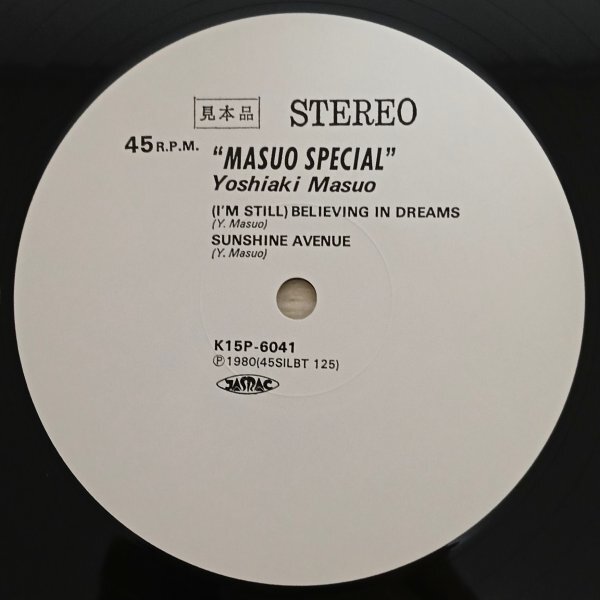 見本品 STEREO
45 R.P.M. “MASUO SPECIAL”
Yoshiaki Masuo
(I'M STILL) BELIEVING IN DREAMS
(Y. Masuo)
SUNSHINE AVENUE
(Y. Masuo)
K15P-6041
Ⓟ1980(45SILBT 125)
JASRAC